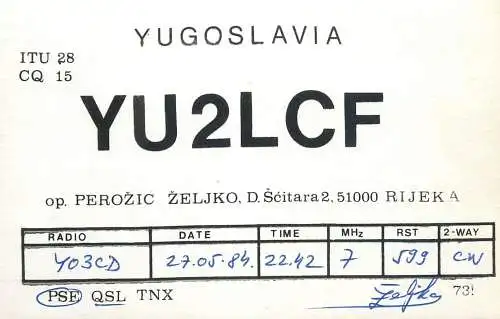 YUGOSLAVIA
ITU 28
CQ 15
YU2LCF
op. PEROŽIC ŽELJKO, D. Šćitara 2, 51000 RIJEKA
RADIO DATE TIME MHz RST 2-WAY
YO3CD 27.05.84. 22.42 7 599 CW
PSE QSL TNX Željko 73!